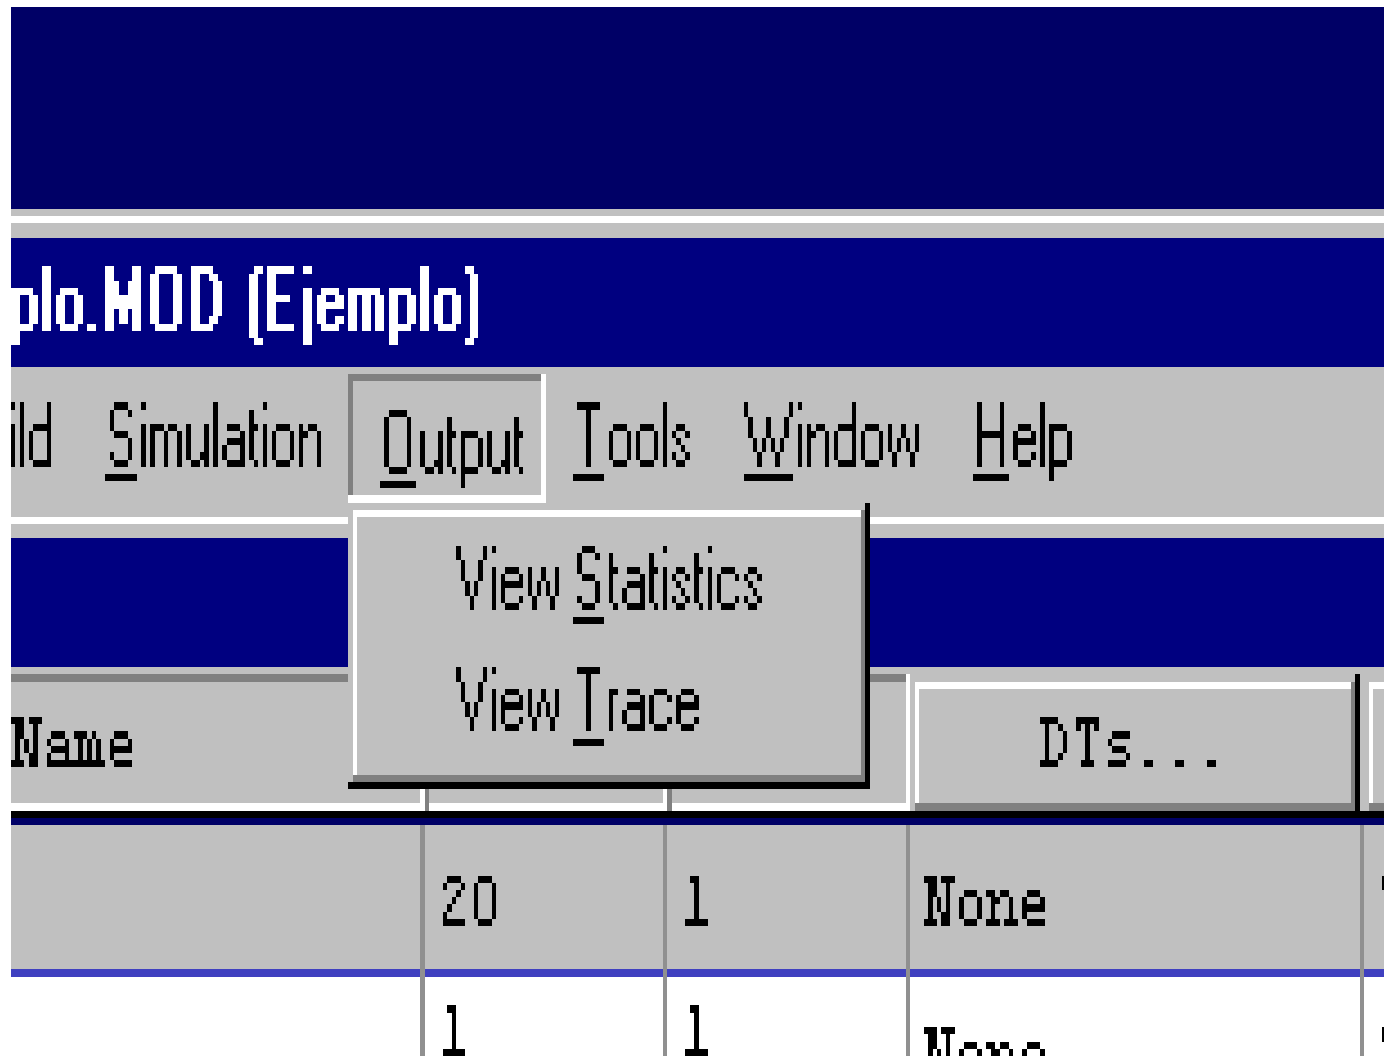 plo.MOD (Ejemplo)
ild Simulation Output Tools Window Help
View Statistics
View Trace
Name DTs...
20 1 None
1 1 None